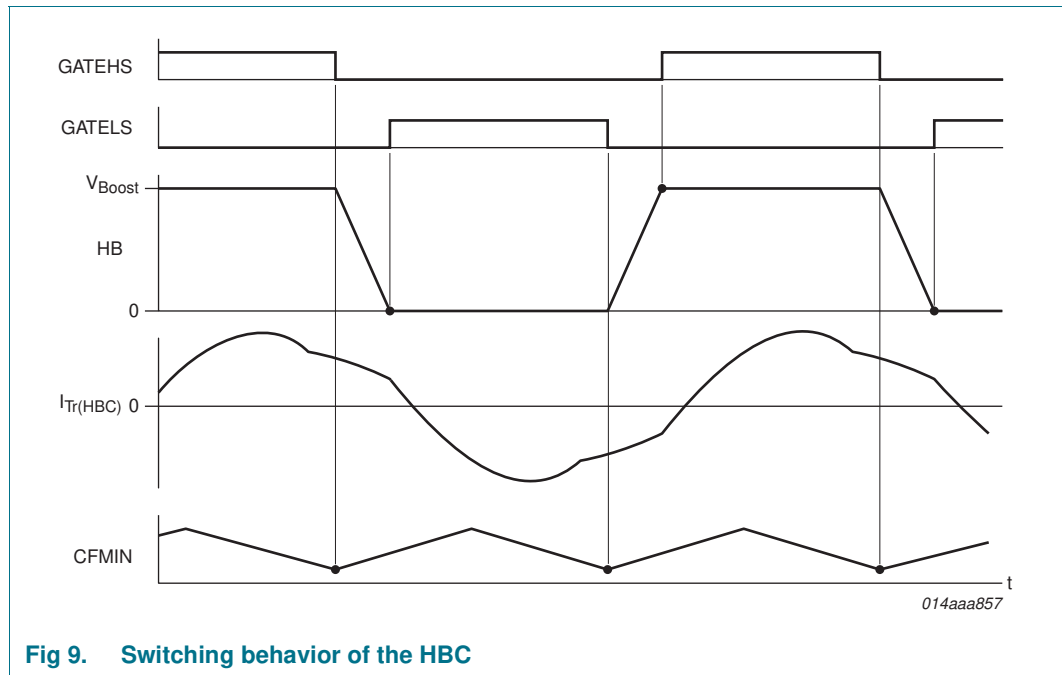 GATEHS
GATELS
VBoost
HB
0
ITr(HBC) 0
CFMIN
t
014aaa857
Fig 9. Switching behavior of the HBC